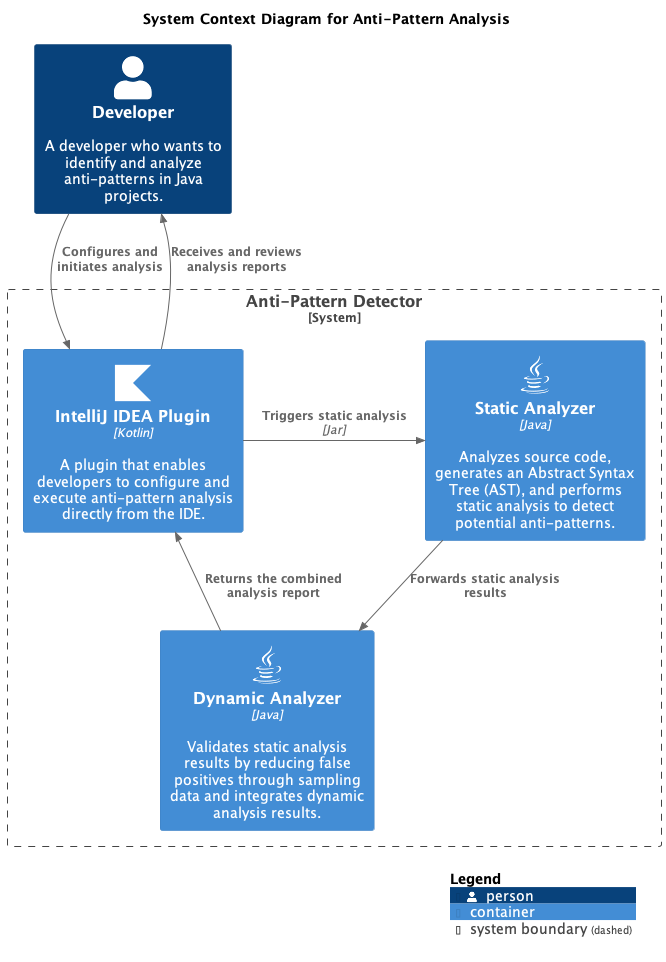 System Context Diagram for Anti-Pattern Analysis
Developer
A developer who wants to
identify and analyze
anti-patterns in Java
projects.
Configures and
initiates analysis
Receives and reviews
analysis reports
Anti-Pattern Detector
[System]
IntelliJ IDEA Plugin
[Kotlin]
A plugin that enables
developers to configure and
execute anti-pattern analysis
directly from the IDE.
Triggers static analysis
[Jar]
Static Analyzer
[Java]
Analyzes source code,
generates an Abstract Syntax
Tree (AST), and performs
static analysis to detect
potential anti-patterns.
Returns the combined
analysis report
Forwards static analysis
results
Dynamic Analyzer
[Java]
Validates static analysis
results by reducing false
positives through sampling
data and integrates dynamic
analysis results.
Legend
person
container
system boundary (dashed)